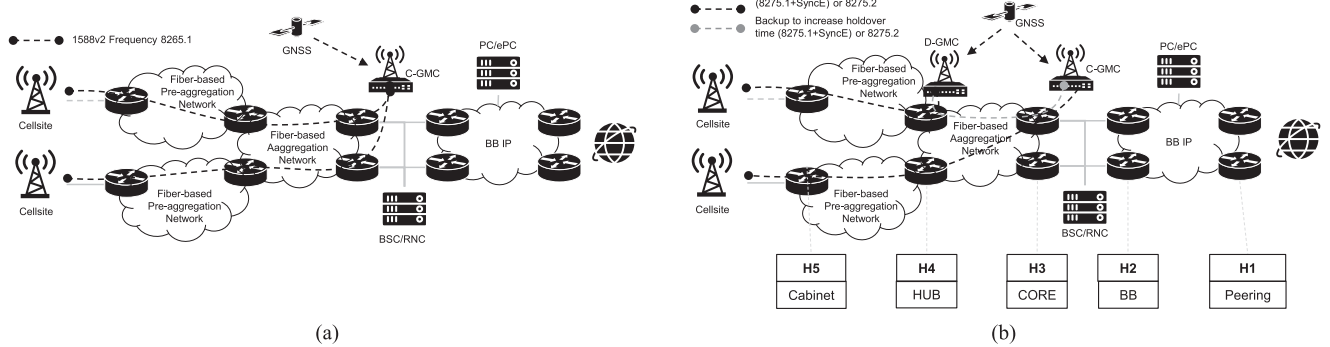 1588v2 Frequency 8265.1
GNSS
C-GMC
PC/ePC
Cellsite
Fiber-based
Pre-aggregation
Network
Fiber-based
Aaggregration
Network
BB IP
Cellsite
Fiber-based
Pre-aggregation
Network
BSC/RNC
(a)
(8275.1+SyncE) or 8275.2
Backup to increase holdover
time (8275.1+SyncE) or 8275.2
GNSS
D-GMC
C-GMC
PC/ePC
Cellsite
Fiber-based
Pre-aggregation
Network
Fiber-based
Aaggregration
Network
BB IP
Cellsite
Fiber-based
Pre-aggregation
Network
BSC/RNC
H5
Cabinet
H4
HUB
H3
CORE
H2
BB
H1
Peering
(b)